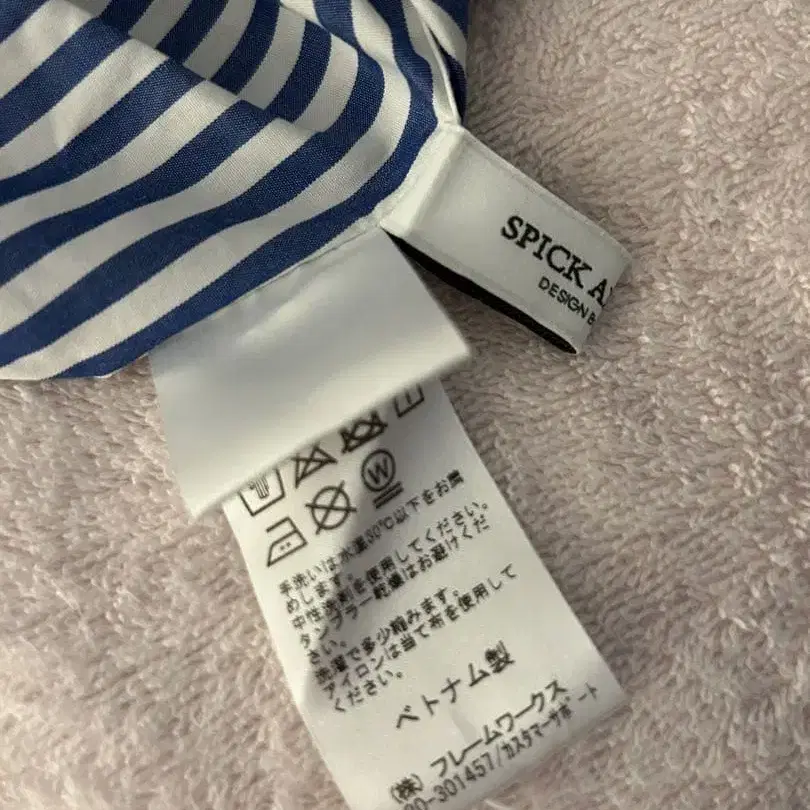 SPICK A
DESIGN B
W
手洗いは水温30℃以下をお薦
めします。
中性洗剤を使用してください。
タンブラー乾燥はお避けくだ
さい。
洗濯で多少縮みます。
アイロンは当て布を使用して
ください。
ベトナム製
(株)フレームワークス
20-301457/カスタマーサポート